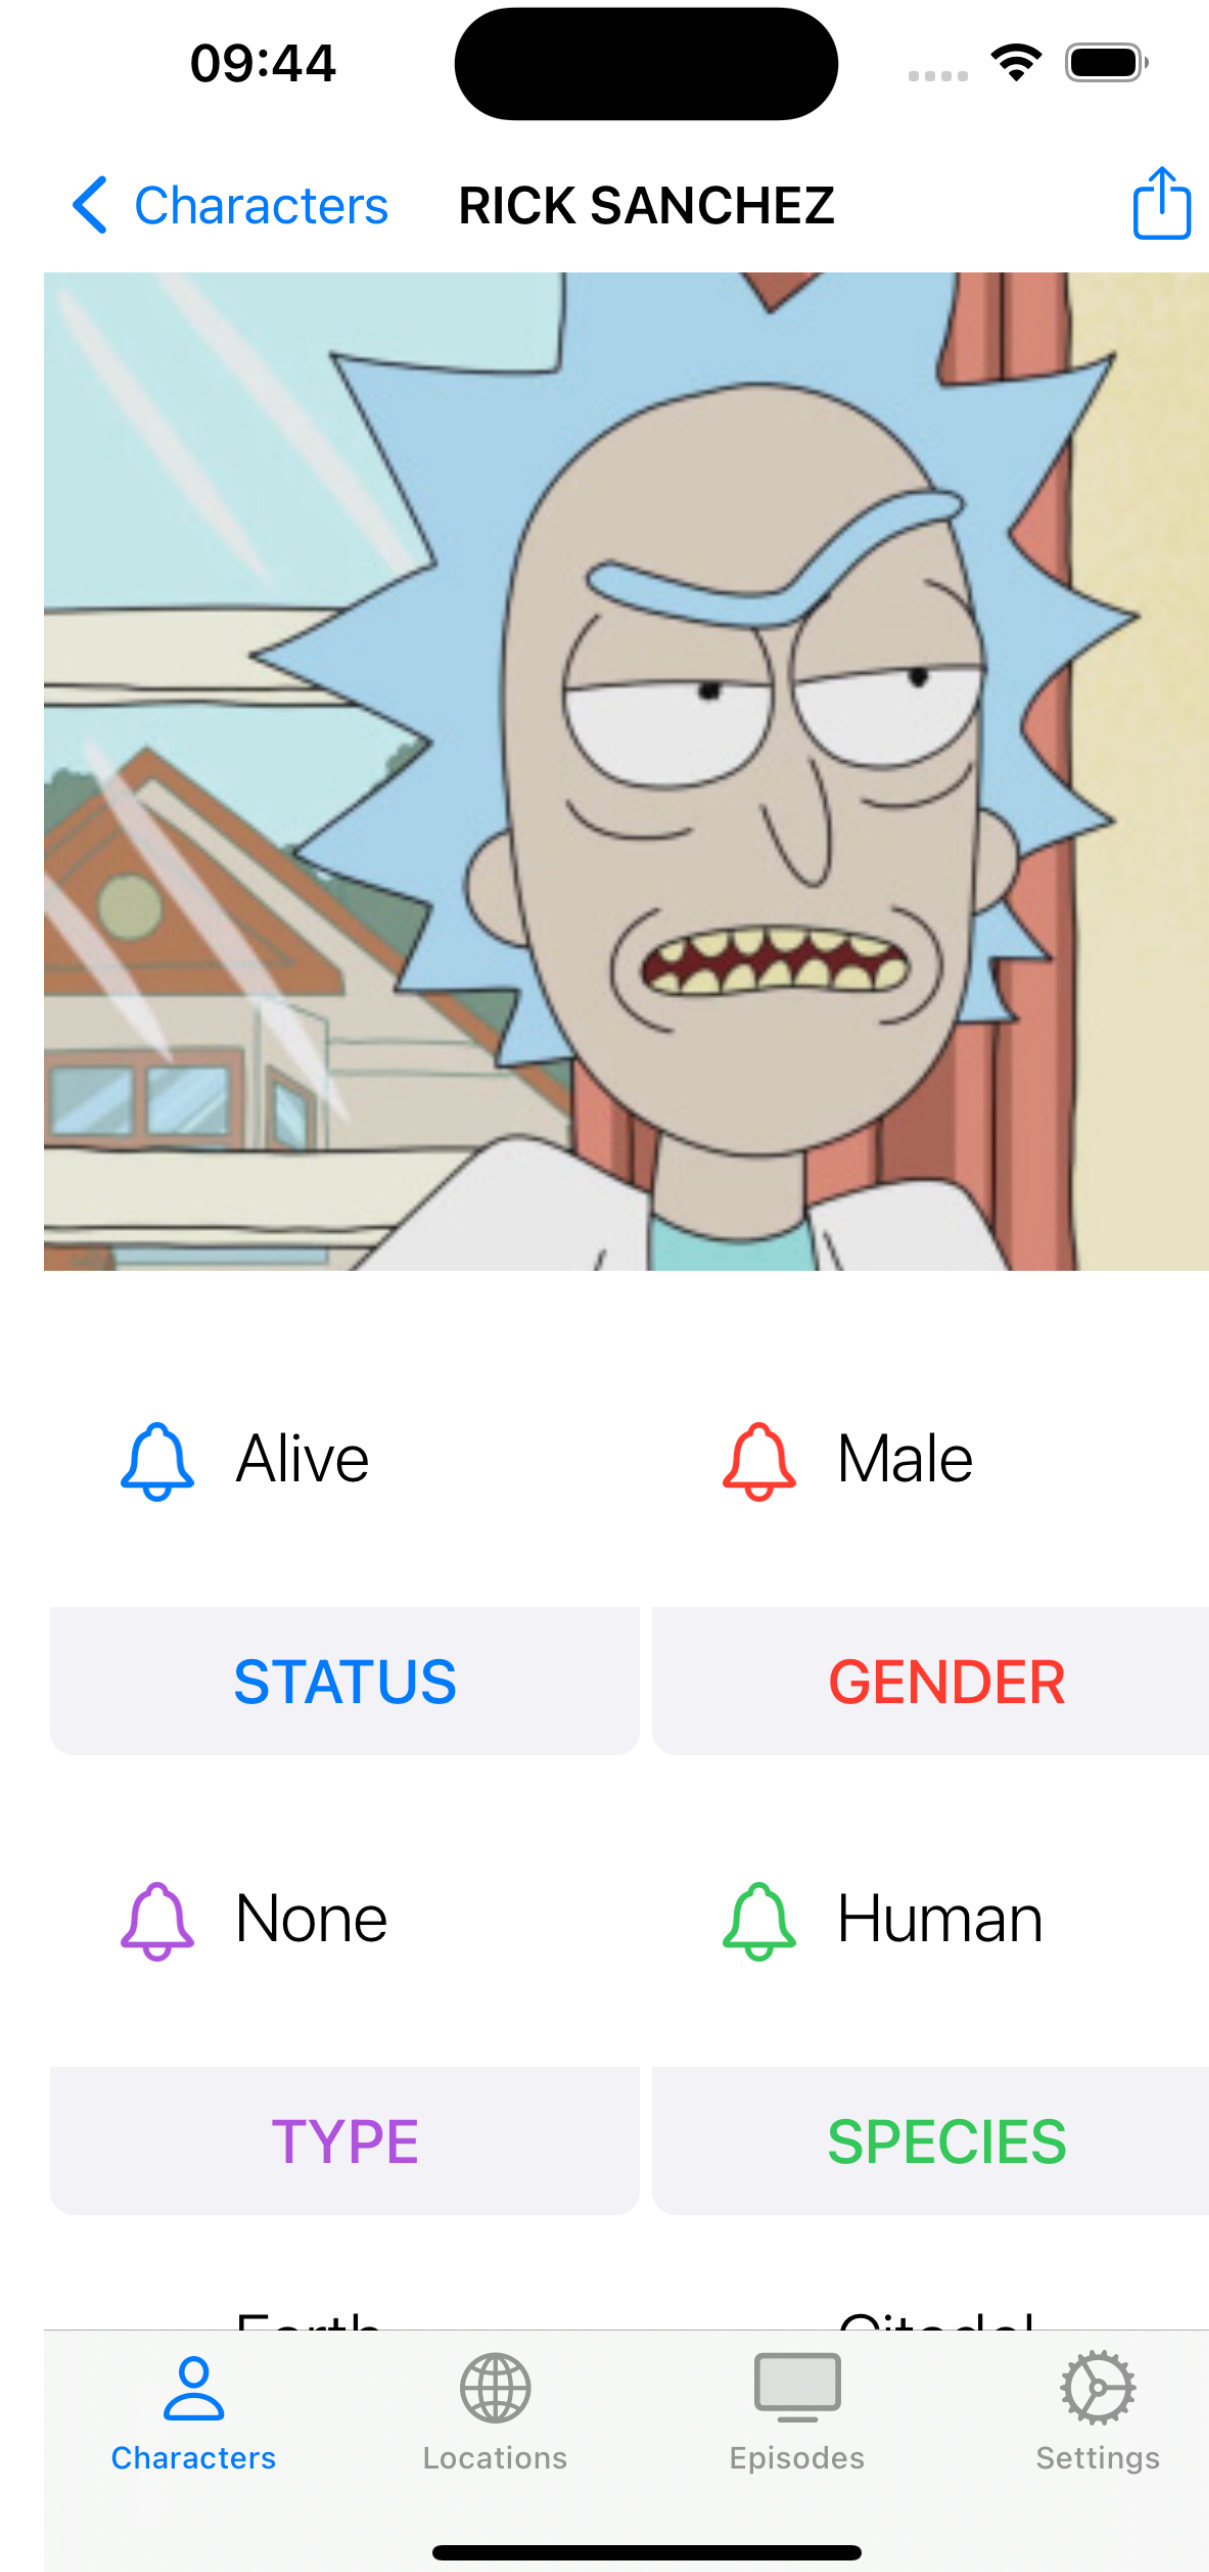 09:44
Characters RICK SANCHEZ
Alive Male
STATUS GENDER
None Human
TYPE SPECIES
Characters Locations Episodes Settings